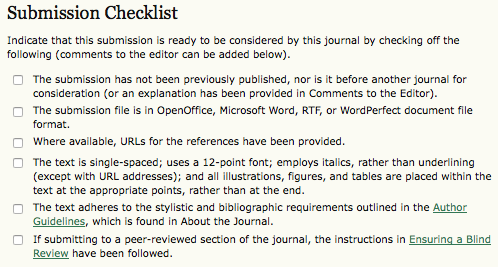 Submission Checklist
Indicate that this submission is ready to be considered by this journal by checking off the
following (comments to the editor can be added below).
The submission has not been previously published, nor is it before another journal for
consideration (or an explanation has been provided in Comments to the Editor).
The submission file is in OpenOffice, Microsoft Word, RTF, or WordPerfect document file
format.
Where available, URLs for the references have been provided.
The text is single-spaced; uses a 12-point font; employs italics, rather than underlining
(except with URL addresses); and all illustrations, figures, and tables are placed within the
text at the appropriate points, rather than at the end.
The text adheres to the stylistic and bibliographic requirements outlined in the Author
Guidelines, which is found in About the Journal.
If submitting to a peer-reviewed section of the journal, the instructions in Ensuring a Blind
Review have been followed.